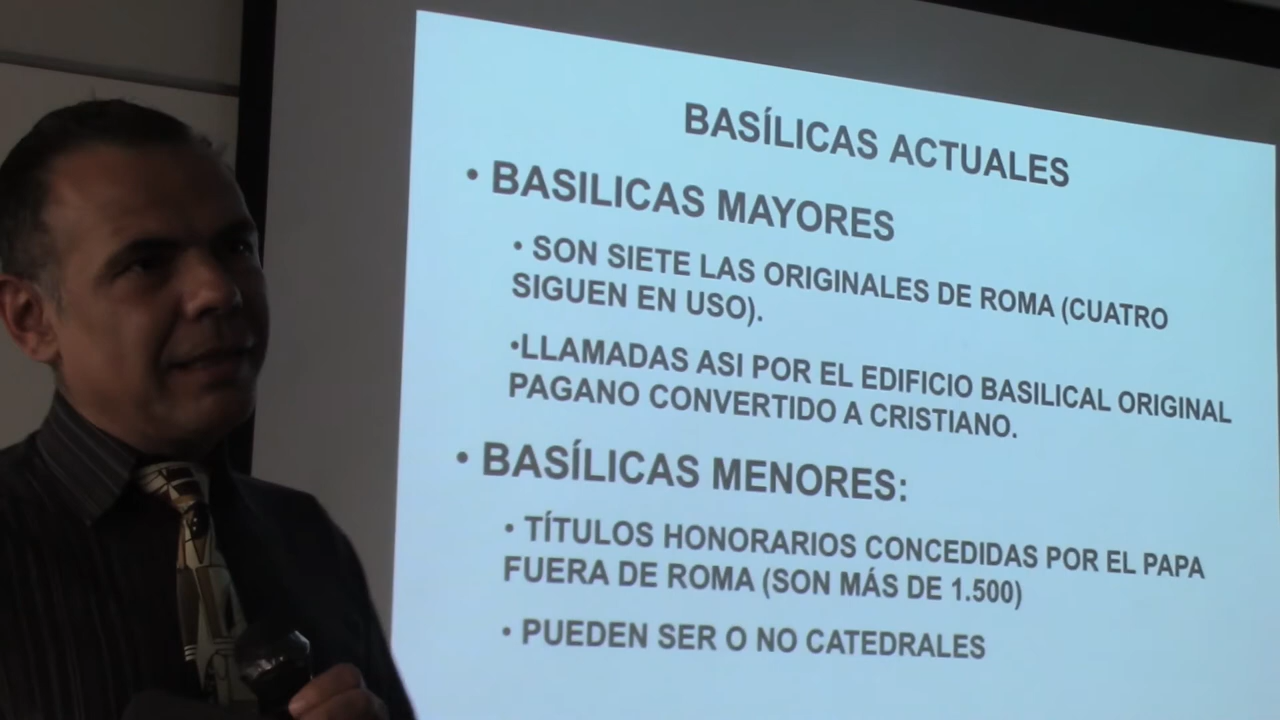 BASÍLICAS ACTUALES
• BASILICAS MAYORES
• SON SIETE LAS ORIGINALES DE ROMA (CUATRO
SIGUEN EN USO).
•LLAMADAS ASI POR EL EDIFICIO BASILICAL ORIGINAL
PAGANO CONVERTIDO A CRISTIANO.
• BASÍLICAS MENORES:
• TÍTULOS HONORARIOS CONCEDIDAS POR EL PAPA
FUERA DE ROMA (SON MÁS DE 1.500)
• PUEDEN SER O NO CATEDRALES